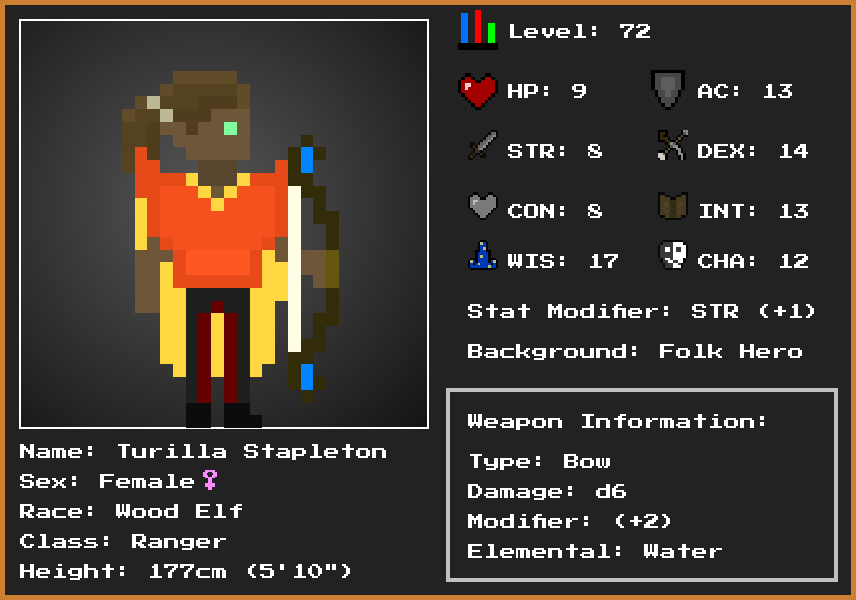 Level: 72
HP: 9 AC: 13
STR: 8 DEX: 14
CON: 8 INT: 13
WIS: 17 CHA: 12
Stat Modifier: STR (+1)
Background: Folk Hero
Weapon Information:
Type: Bow
Damage: d6
Modifier: (+2)
Elemental: Water
Name: Turilla Stapleton
Sex: Female♀
Race: Wood Elf
Class: Ranger
Height: 177cm (5'10")